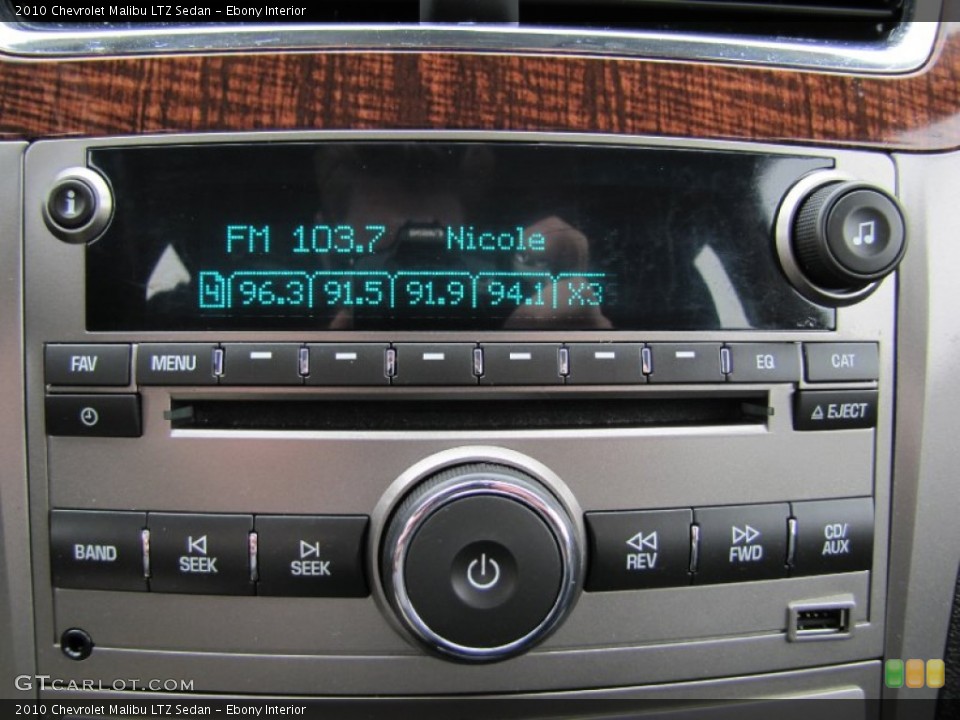 2010 Chevrolet Malibu LTZ Sedan - Ebony Interior
i
FM 103.7 Nicole
4 96.3 91.5 91.9 94.1 X3
FAV MENU EQ CAT
EJECT
BAND SEEK SEEK REV FWD CD/
AUX
GTCARLOT.COM
2010 Chevrolet Malibu LTZ Sedan - Ebony Interior